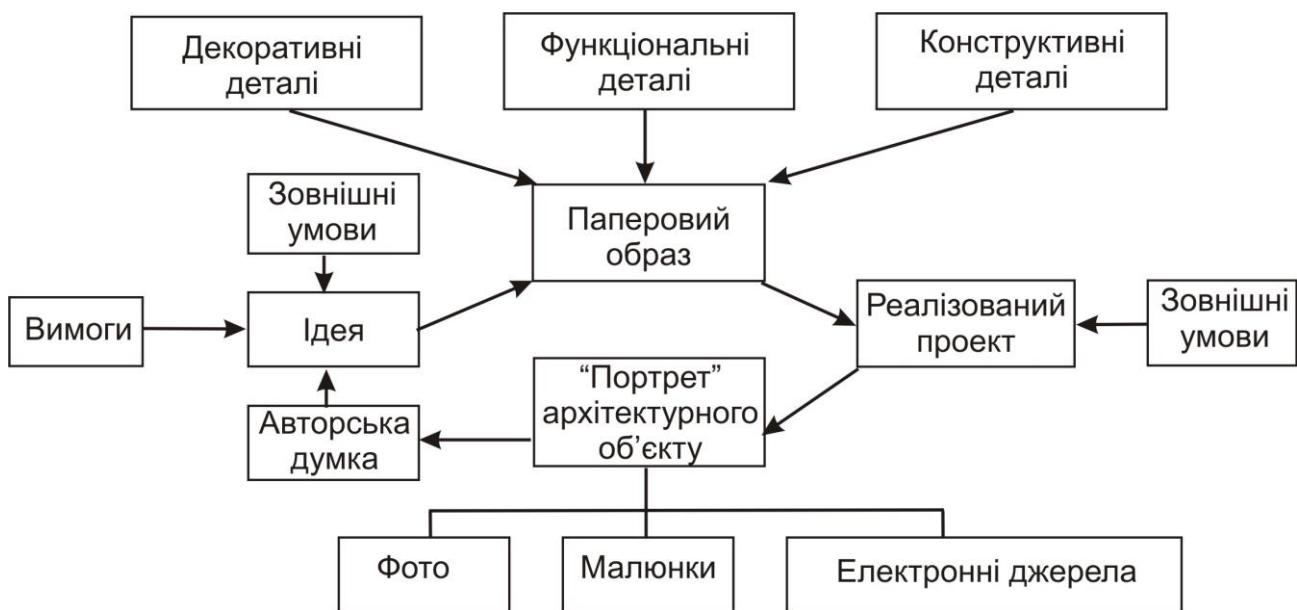 Декоративні
деталі
Функціональні
деталі
Конструктивні
деталі
Зовнішні
умови
Паперовий
образ
Вимоги
Ідея
Реалізований
проект
Зовнішні
умови
“Портрет”
архітектурного
об’єкту
Авторська
думка
Фото
Малюнки
Електронні джерела